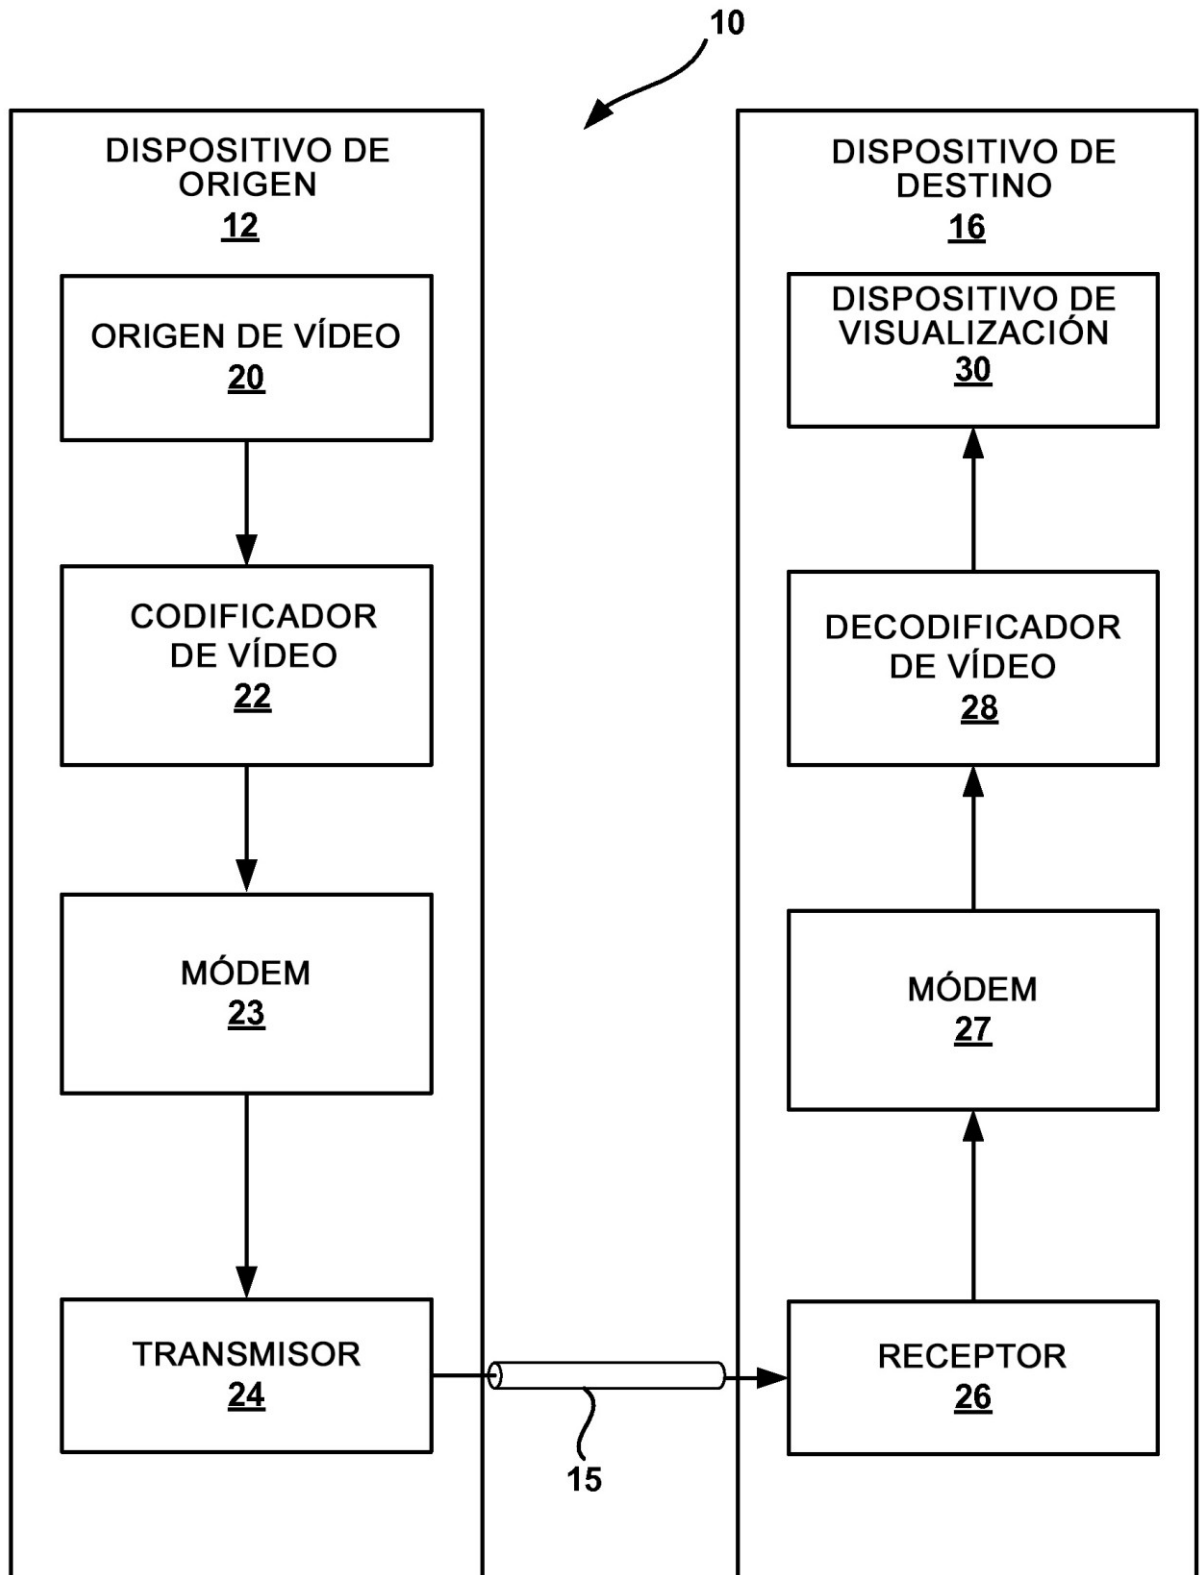 10
DISPOSITIVO DE
ORIGEN
12
ORIGEN DE VÍDEO
20
CODIFICADOR
DE VÍDEO
22
MÓDEM
23
TRANSMISOR
24
15
DISPOSITIVO DE
DESTINO
16
DISPOSITIVO DE
VISUALIZACIÓN
30
DECODIFICADOR
DE VÍDEO
28
MÓDEM
27
RECEPTOR
26